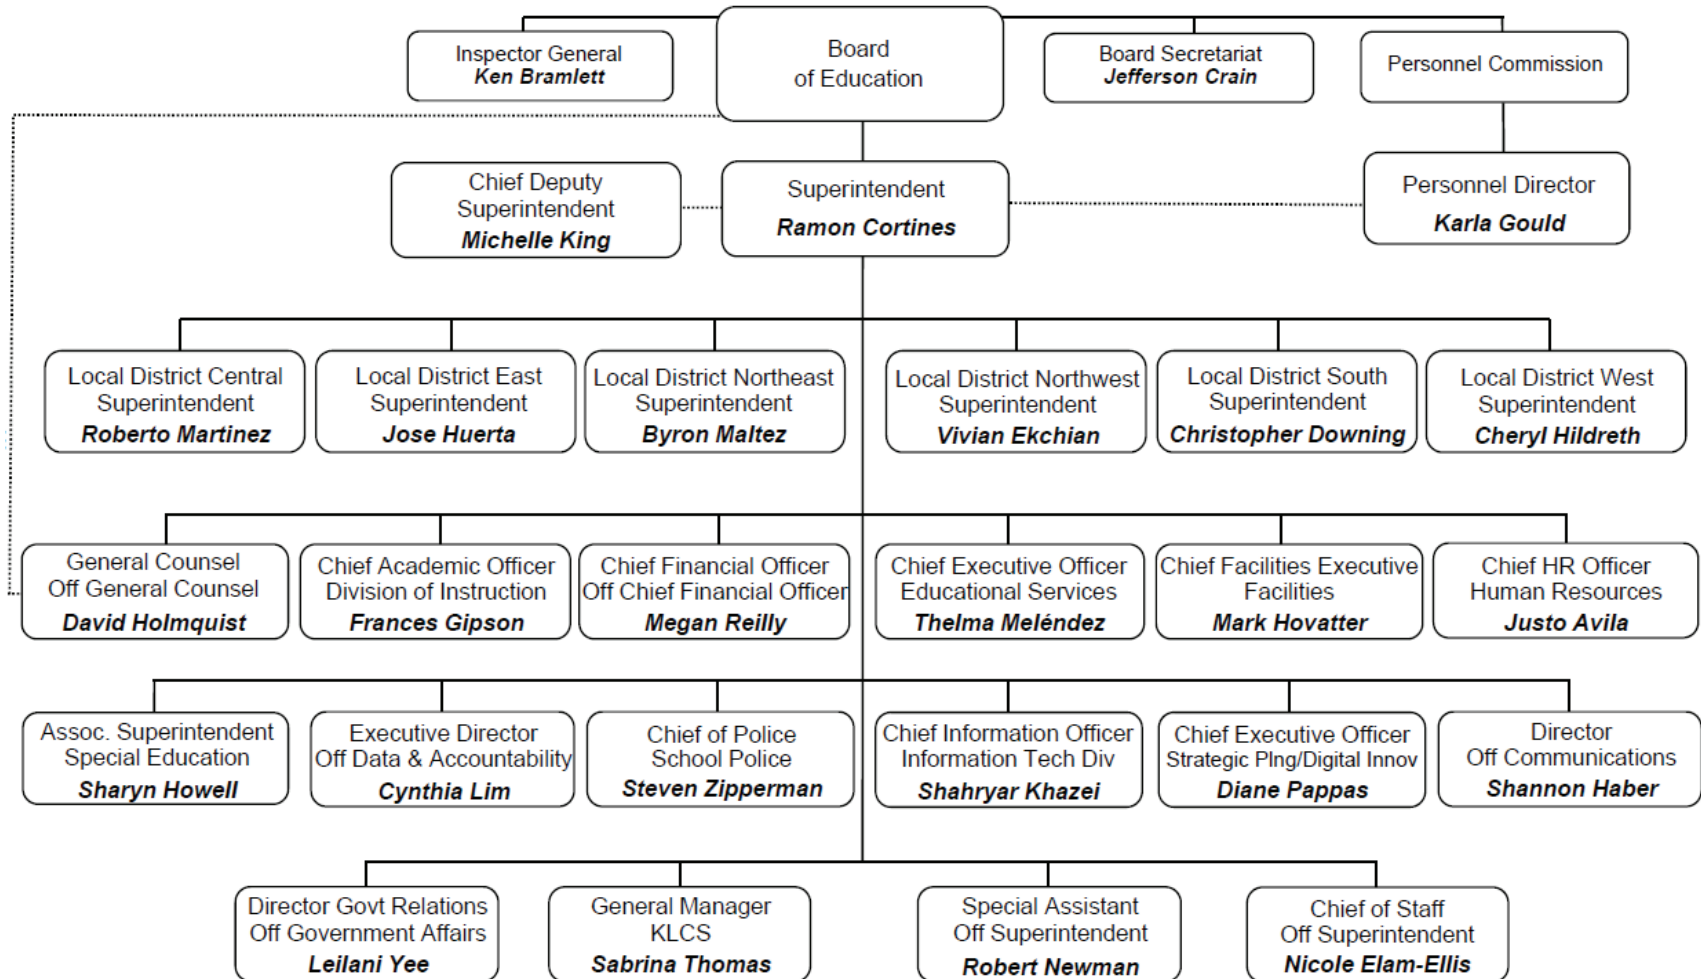 Inspector General
Ken Bramlett
Board
of Education
Board Secretariat
Jefferson Crain
Personnel Commission
Chief Deputy
Superintendent
Michelle King
Superintendent
Ramon Cortines
Personnel Director
Karla Gould
Local District Central
Superintendent
Roberto Martinez
Local District East
Superintendent
Jose Huerta
Local District Northeast
Superintendent
Byron Maltez
Local District Northwest
Superintendent
Vivian Ekchian
Local District South
Superintendent
Christopher Downing
Local District West
Superintendent
Cheryl Hildreth
General Counsel
Off General Counsel
David Holmquist
Chief Academic Officer
Division of Instruction
Frances Gipson
Chief Financial Officer
Off Chief Financial Officer
Megan Reilly
Chief Executive Officer
Educational Services
Thelma Meléndez
Chief Facilities Executive
Facilities
Mark Hovatter
Chief HR Officer
Human Resources
Justo Avila
Assoc. Superintendent
Special Education
Sharyn Howell
Executive Director
Off Data & Accountability
Cynthia Lim
Chief of Police
School Police
Steven Zipperman
Chief Information Officer
Information Tech Div
Shahryar Khazei
Chief Executive Officer
Strategic Plng/Digital Innov
Diane Pappas
Director
Off Communications
Shannon Haber
Director Govt Relations
Off Government Affairs
Leilani Yee
General Manager
KLCS
Sabrina Thomas
Special Assistant
Off Superintendent
Robert Newman
Chief of Staff
Off Superintendent
Nicole Elam-Ellis